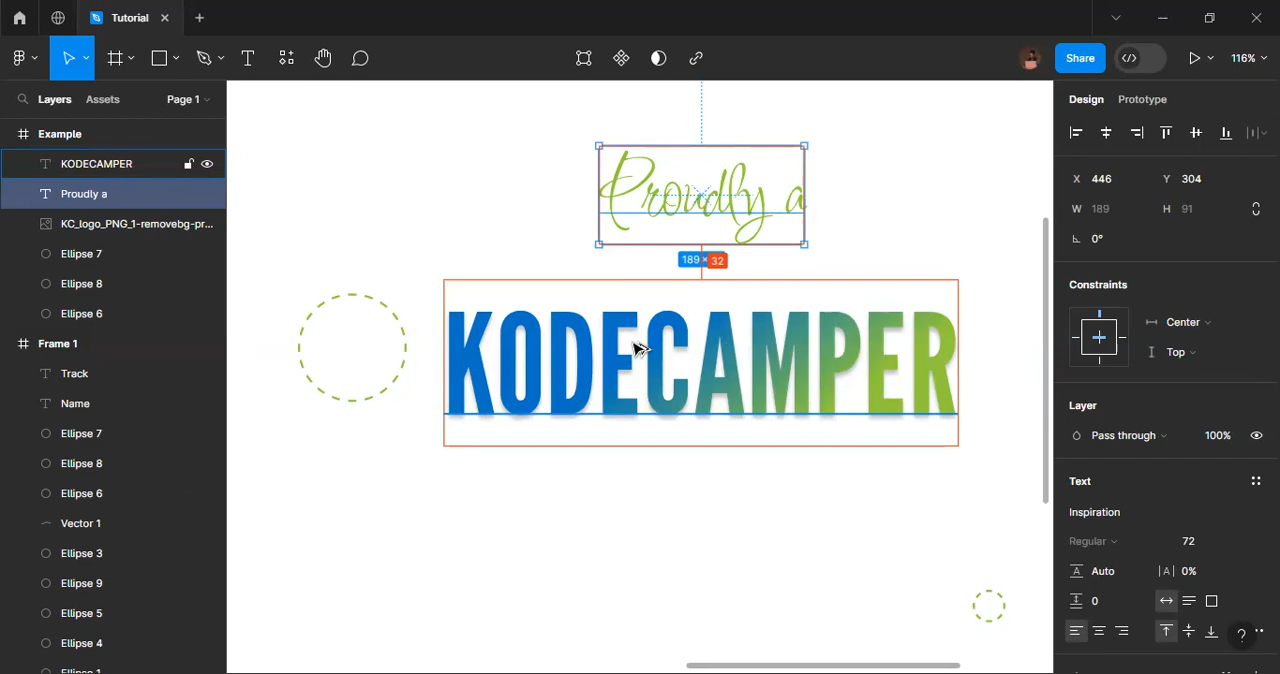 Tutorial
Share
116%
Layers
Assets
Page 1
Example
KODECAMPER
Proudly a
KC_logo_PNG_1-removebg-pr...
Ellipse 7
Ellipse 8
Ellipse 6
Frame 1
Track
Name
Ellipse 7
Ellipse 8
Ellipse 6
Vector 1
Ellipse 3
Ellipse 9
Ellipse 5
Ellipse 4
Ellipse 1
Proudly a
189 × 32
KODECAMPER
Design
Prototype
X 446
Y 304
W 189
H 91
0°
Constraints
Center
Top
Layer
Pass through
100%
Text
Inspiration
Regular
72
A Auto
|A| 0%
0
?